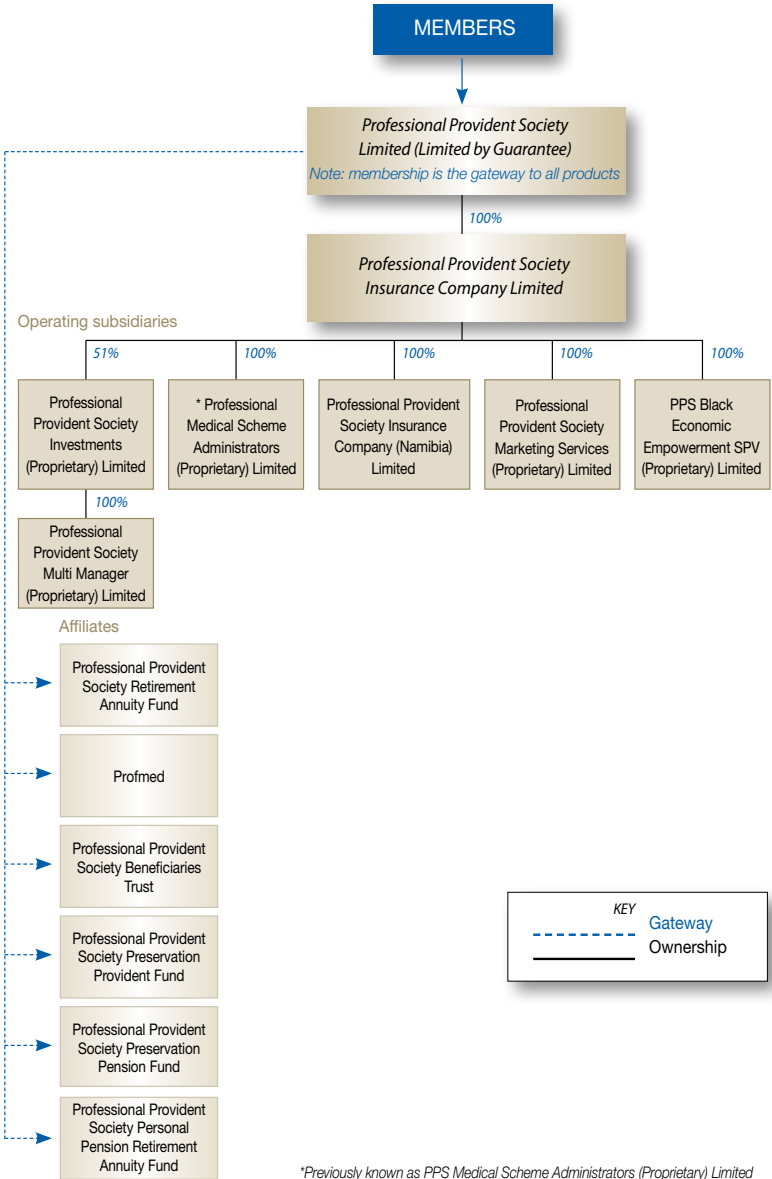 MEMBERS
Professional Provident Society
Limited (Limited by Guarantee)
Note: membership is the gateway to all products
100%
Professional Provident Society
Insurance Company Limited
Operating subsidiaries
51%
100%
100%
100%
100%
Professional
Provident Society
Investments
(Proprietary) Limited
* Professional
Medical Scheme
Administrators
(Proprietary) Limited
Professional Provident
Society Insurance
Company (Namibia)
Limited
Professional
Provident Society
Marketing Services
(Proprietary) Limited
PPS Black
Economic
Empowerment SPV
(Proprietary) Limited
100%
Professional
Provident Society
Multi Manager
(Proprietary) Limited
Affiliates
Professional Provident
Society Retirement
Annuity Fund
Profmed
Professional Provident
Society Beneficiaries
Trust
Professional Provident
Society Preservation
Provident Fund
Professional Provident
Society Preservation
Pension Fund
Professional Provident
Society Personal
Pension Retirement
Annuity Fund
KEY
Gateway
Ownership
*Previously known as PPS Medical Scheme Administrators (Proprietary) Limited